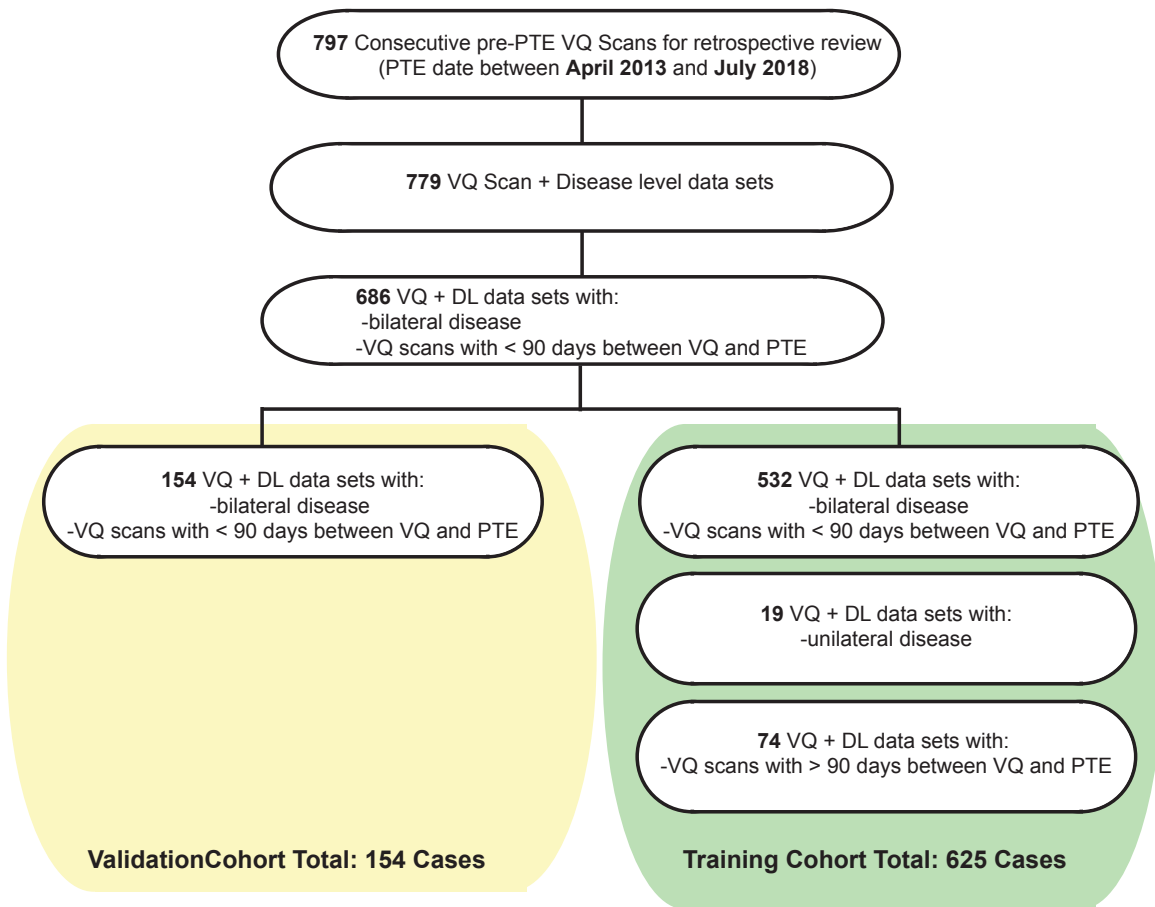 797 Consecutive pre-PTE VQ Scans for retrospective review
(PTE date between April 2013 and July 2018)
779 VQ Scan + Disease level data sets
686 VQ + DL data sets with:
-bilateral disease
-VQ scans with < 90 days between VQ and PTE
154 VQ + DL data sets with:
-bilateral disease
-VQ scans with < 90 days between VQ and PTE
ValidationCohort Total: 154 Cases
532 VQ + DL data sets with:
-bilateral disease
-VQ scans with < 90 days between VQ and PTE
19 VQ + DL data sets with:
-unilateral disease
74 VQ + DL data sets with:
-VQ scans with > 90 days between VQ and PTE
Training Cohort Total: 625 Cases